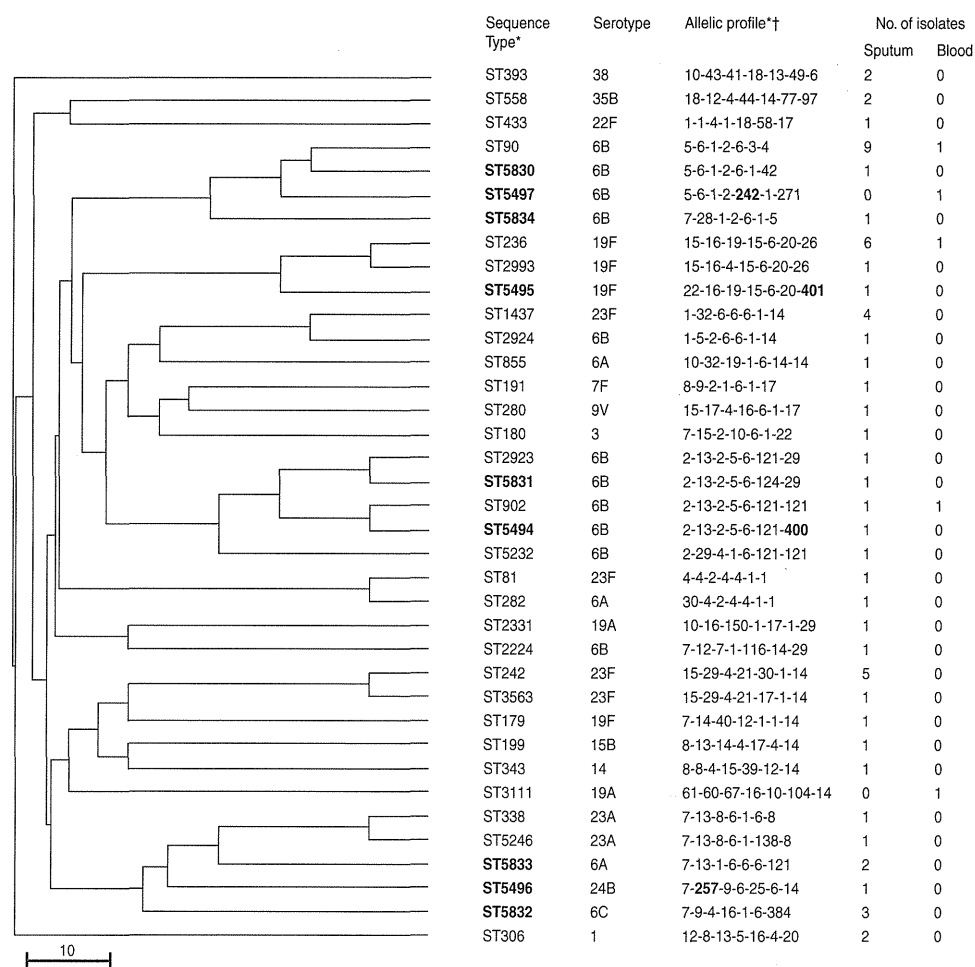 Sequence Serotype Allelic profile*† No. of isolates
Type* Sputum Blood
ST393 38 10-43-41-18-13-49-6 2 0
ST558 35B 18-12-4-44-14-77-97 2 0
ST433 22F 1-1-4-1-18-58-17 1 0
ST90 6B 5-6-1-2-6-3-4 9 1
ST5830 6B 5-6-1-2-6-1-42 1 0
ST5497 6B 5-6-1-2-242-1-271 0 1
ST5834 6B 7-28-1-2-6-1-5 1 0
ST236 19F 15-16-19-15-6-20-26 6 1
ST2993 19F 15-16-4-15-6-20-26 1 0
ST5495 19F 22-16-19-15-6-20-401 1 0
ST1437 23F 1-32-6-6-6-1-14 4 0
ST2924 6B 1-5-2-6-6-1-14 1 0
ST855 6A 10-32-19-1-6-14-14 1 0
ST191 7F 8-9-2-1-6-1-17 1 0
ST280 9V 15-17-4-16-6-1-17 1 0
ST180 3 7-15-2-10-6-1-22 1 0
ST2923 6B 2-13-2-5-6-121-29 1 0
ST5831 6B 2-13-2-5-6-124-29 1 0
ST902 6B 2-13-2-5-6-121-121 1 1
ST5494 6B 2-13-2-5-6-121-400 1 0
ST5232 6B 2-29-4-1-6-121-121 1 0
ST81 23F 4-4-2-4-4-1-1 1 0
ST282 6A 30-4-2-4-4-1-1 1 0
ST2331 19A 10-16-150-1-17-1-29 1 0
ST2224 6B 7-12-7-1-116-14-29 1 0
ST242 23F 15-29-4-21-30-1-14 5 0
ST3563 23F 15-29-4-21-17-1-14 1 0
ST179 19F 7-14-40-12-1-1-14 1 0
ST199 15B 8-13-14-4-17-4-14 1 0
ST343 14 8-8-4-15-39-12-14 1 0
ST3111 19A 61-60-67-16-10-104-14 0 1
ST338 23A 7-13-8-6-1-6-8 1 0
ST5246 23A 7-13-8-6-1-138-8 1 0
ST5833 6A 7-13-1-6-6-6-121 2 0
ST5496 24B 7-257-9-6-25-6-14 1 0
ST5832 6C 7-9-4-16-1-6-384 3 0
ST306 1 12-8-13-5-16-4-20 2 0
10